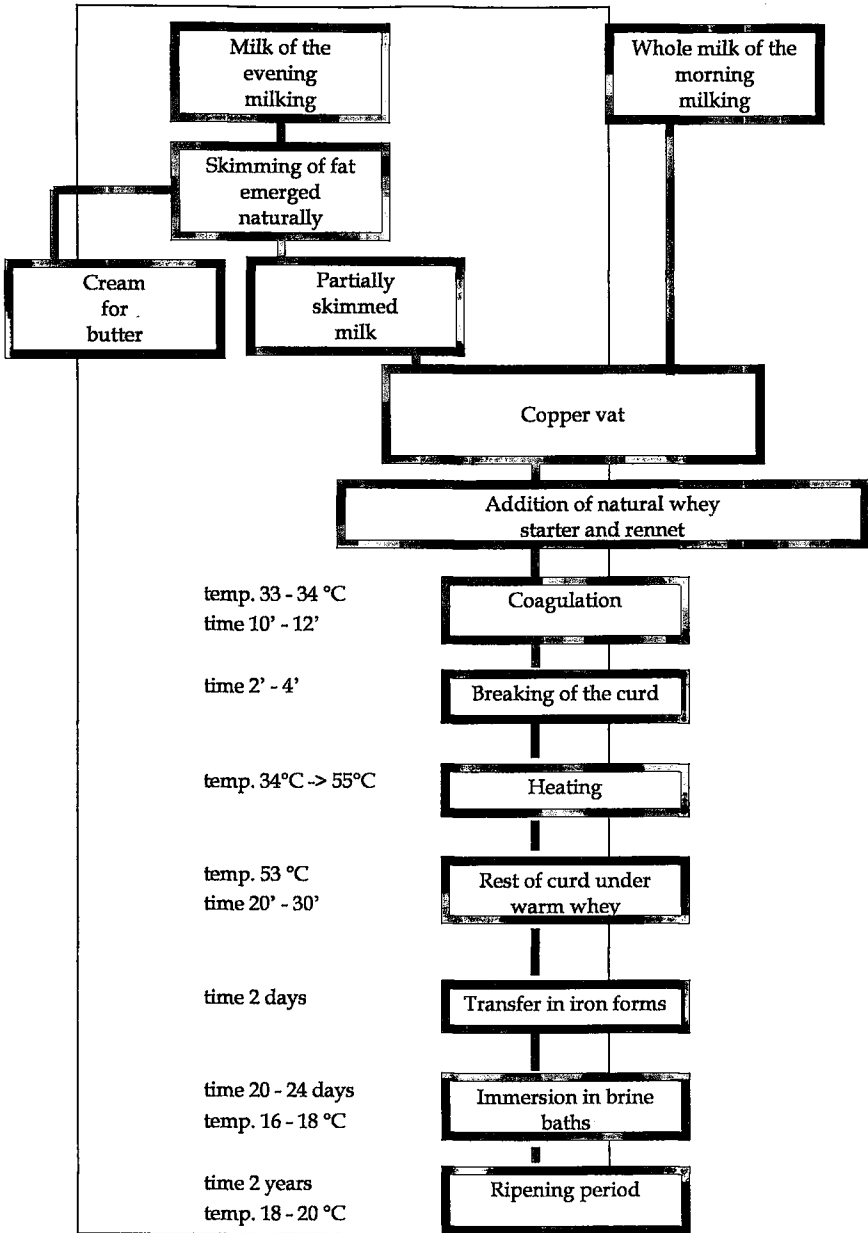 Milk of the
evening
milking
Whole milk of the
morning
milking
Skimming of fat
emerged
naturally
Cream
for
butter
Partially
skimmed
milk
Copper vat
Addition of natural whey
starter and rennet
temp. 33 - 34 °C
time 10' - 12'
Coagulation
time 2' - 4'
Breaking of the curd
temp. 34°C -> 55°C
Heating
temp. 53 °C
time 20' - 30'
Rest of curd under
warm whey
time 2 days
Transfer in iron forms
time 20 - 24 days
temp. 16 - 18 °C
Immersion in brine
baths
time 2 years
temp. 18 - 20 °C
Ripening period